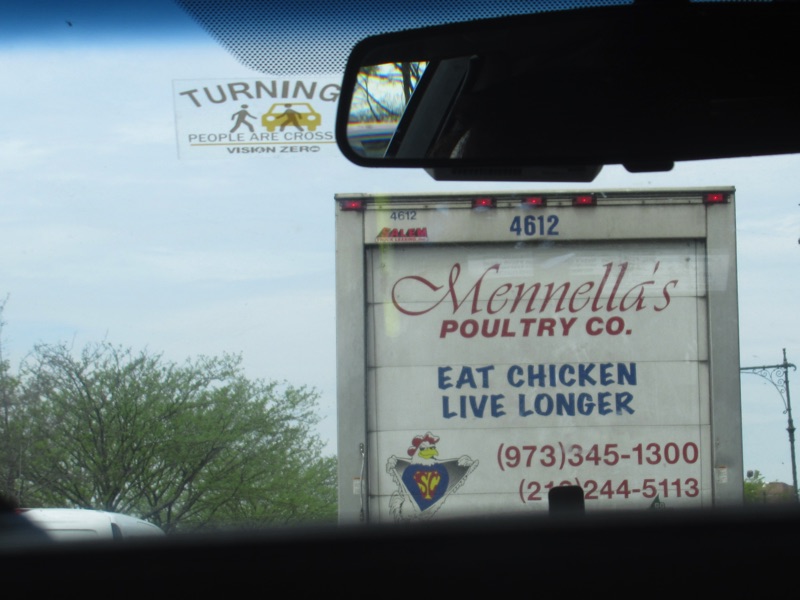 TURNING
PEOPLE ARE CROSS
VISION ZERO
4612
4612
Mennella's
POULTRY CO.
EAT CHICKEN
LIVE LONGER
(973)345-1300
SC
244-5113